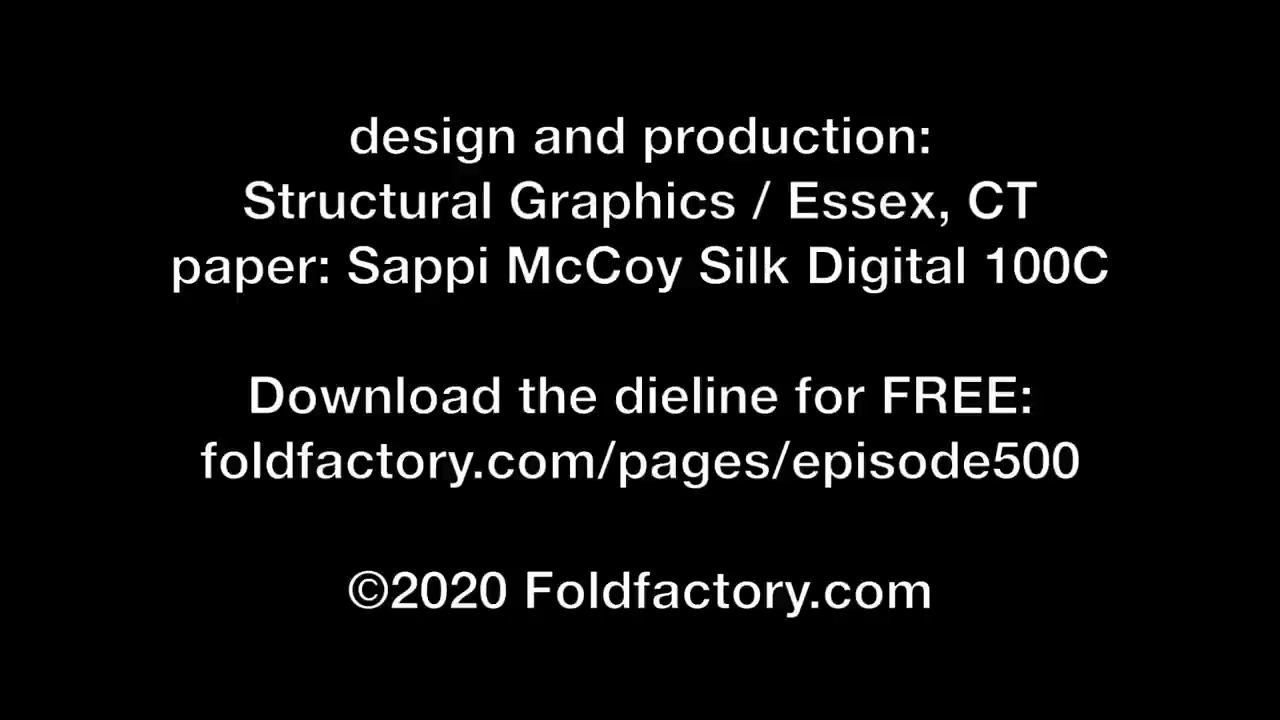 design and production:
Structural Graphics / Essex, CT
paper: Sappi McCoy Silk Digital 100C
Download the dieline for FREE:
foldfactory.com/pages/episode500
©2020 Foldfactory.com